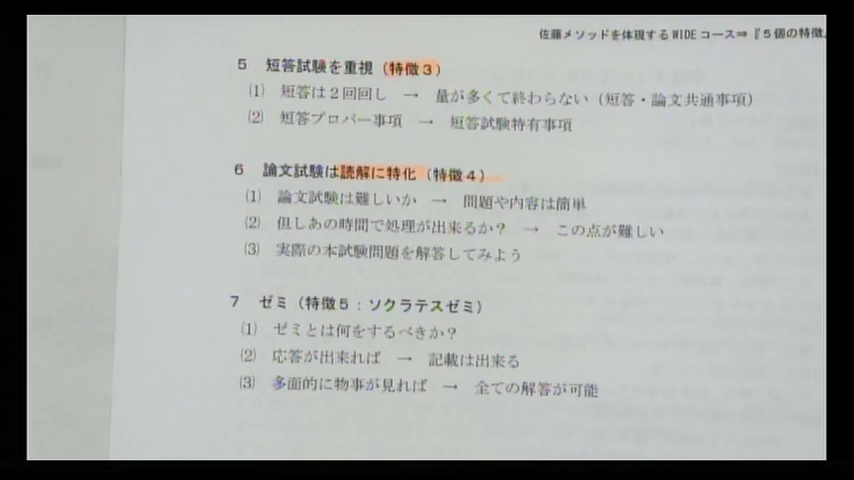 佐藤メソッドを体現するWIDEコース⇒『5個の特徴』
5 短答試験を重視（特徴3）
(1) 短答は2回回し → 量が多くて終わらない（短答・論文共通事項）
(2) 短答プロパー事項 → 短答試験特有事項
6 論文試験は読解に特化（特徴4）
(1) 論文試験は難しいか → 問題や内容は簡単
(2) 但しあの時間で処理が出来るか？ → この点が難しい
(3) 実際の本試験問題を解答してみよう
7 ゼミ（特徴5：ソクラテスゼミ）
(1) ゼミとは何をするべきか？
(2) 応答が出来れば → 記載は出来る
(3) 多面的に物事が見れば → 全ての解答が可能